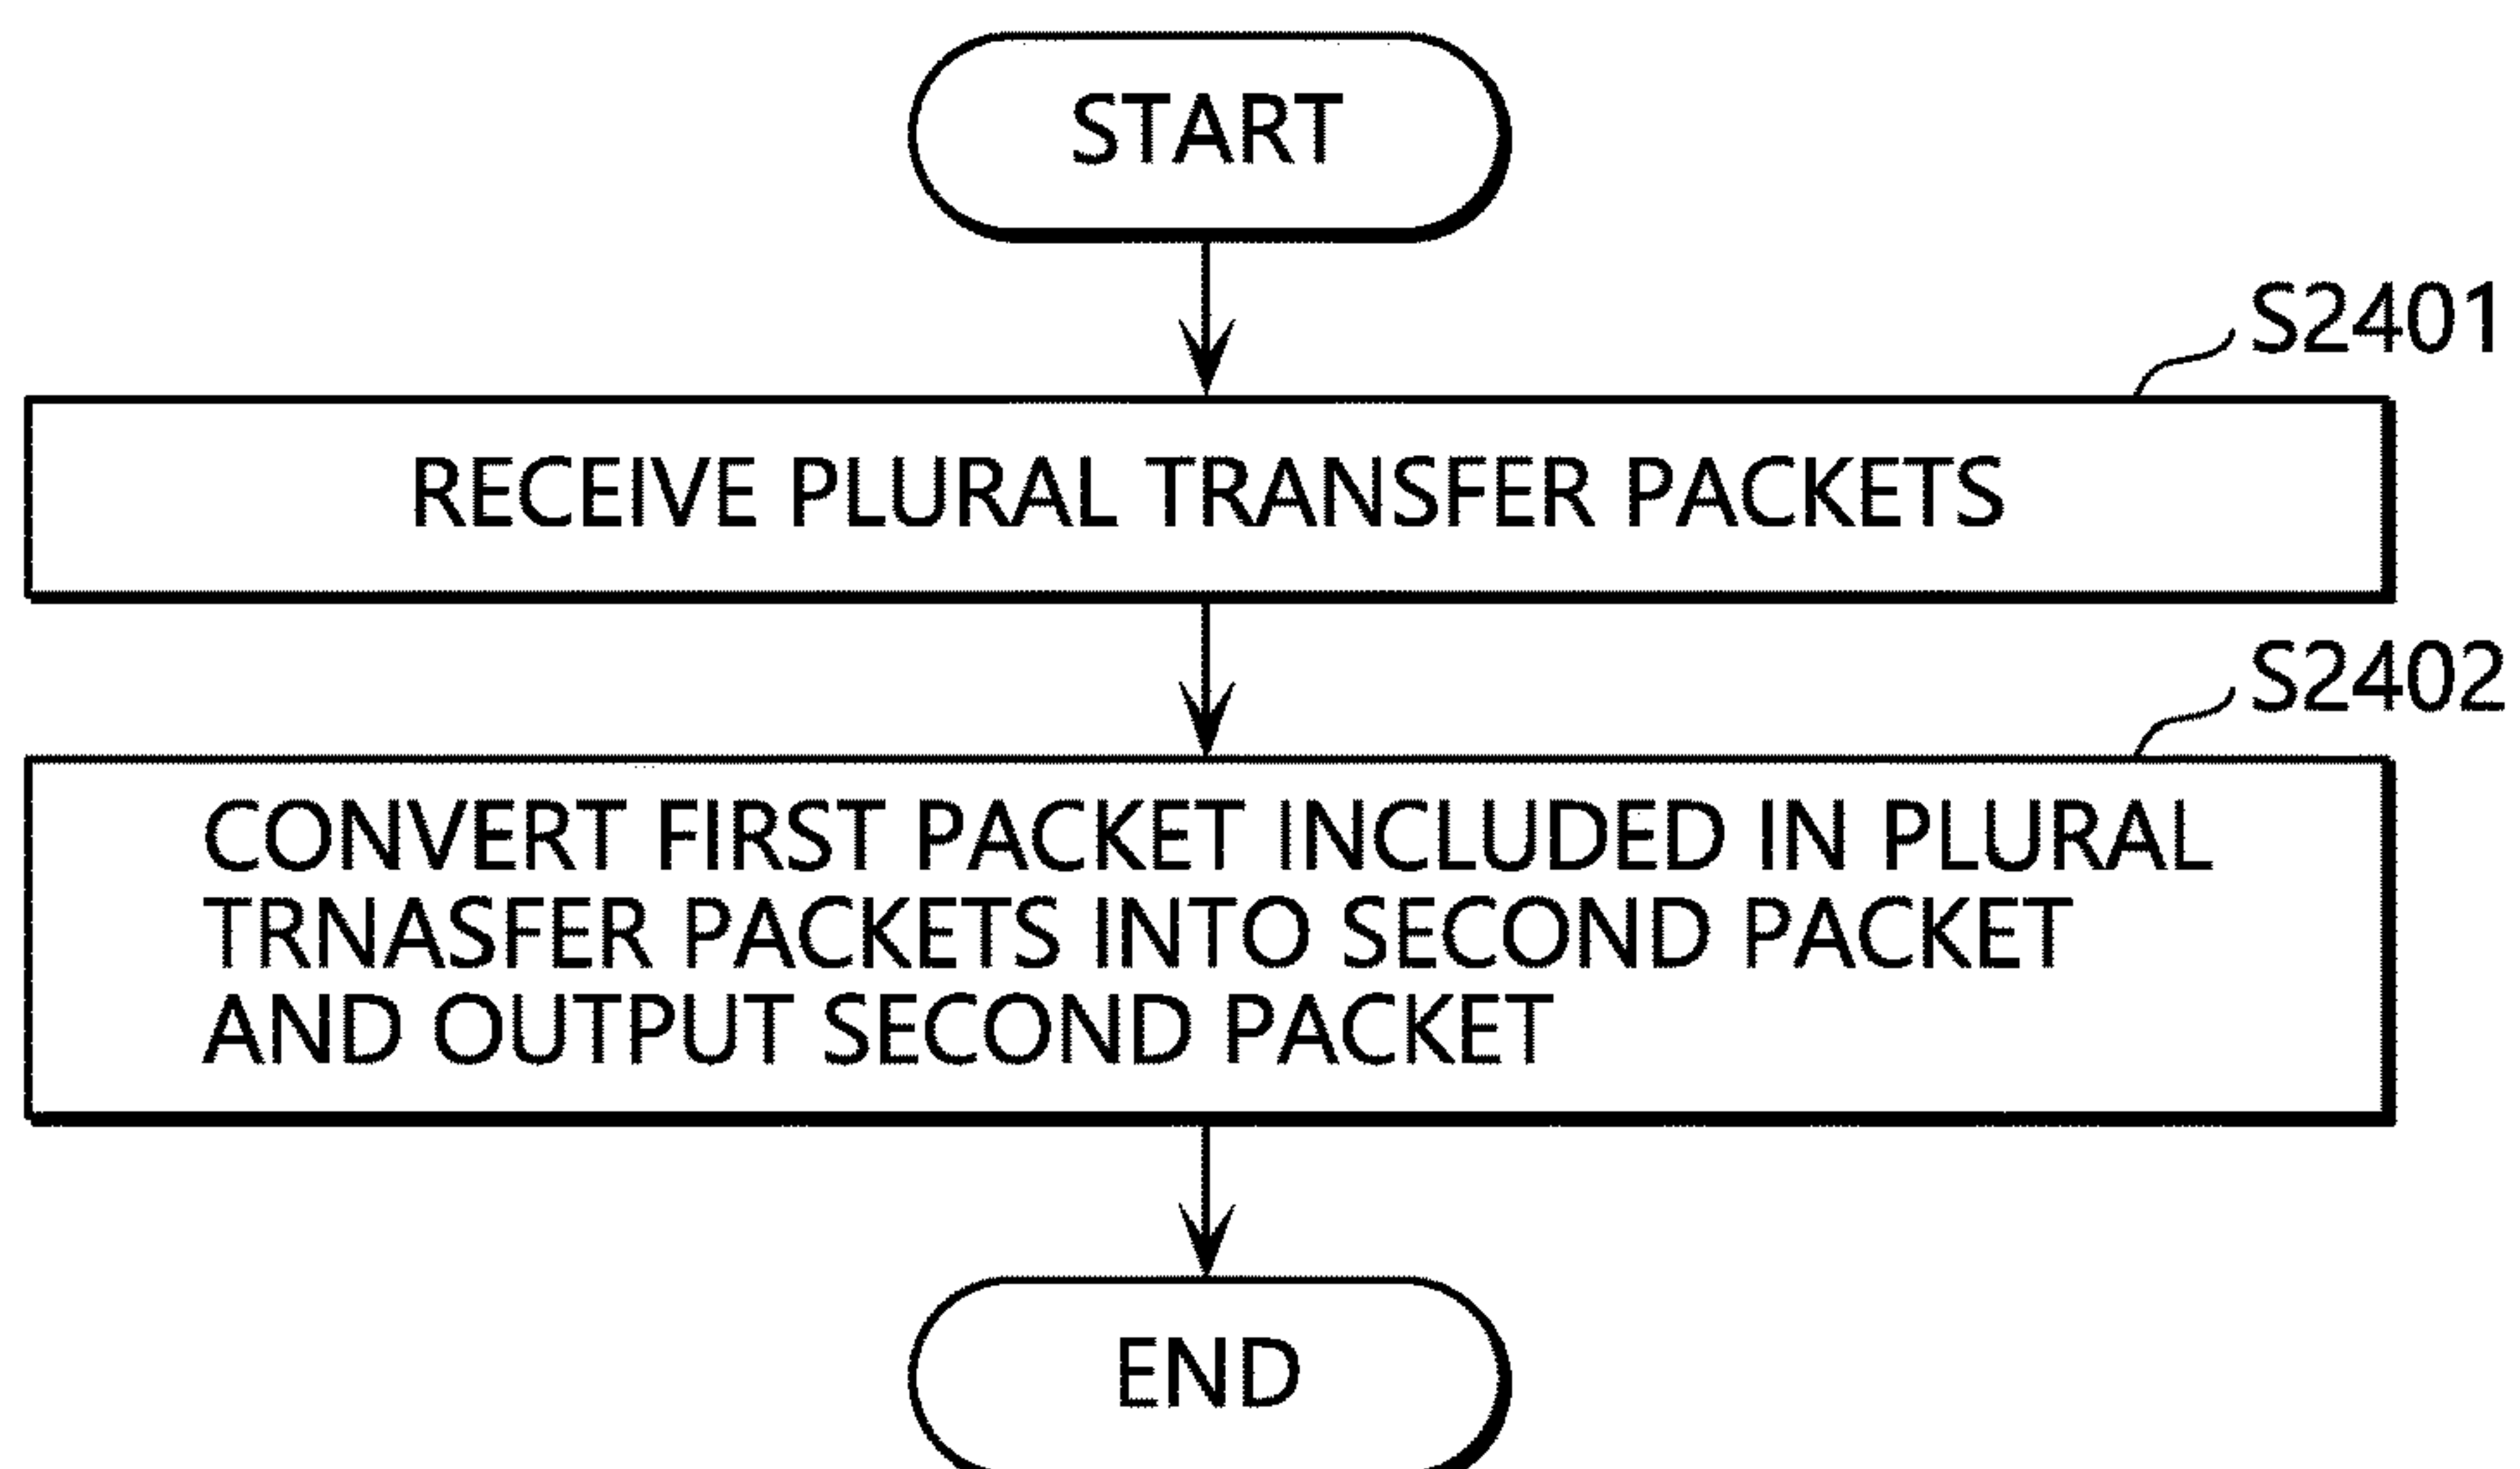 START
S2401
RECEIVE PLURAL TRANSFER PACKETS
S2402
CONVERT FIRST PACKET INCLUDED IN PLURAL
TRNASFER PACKETS INTO SECOND PACKET
AND OUTPUT SECOND PACKET
END